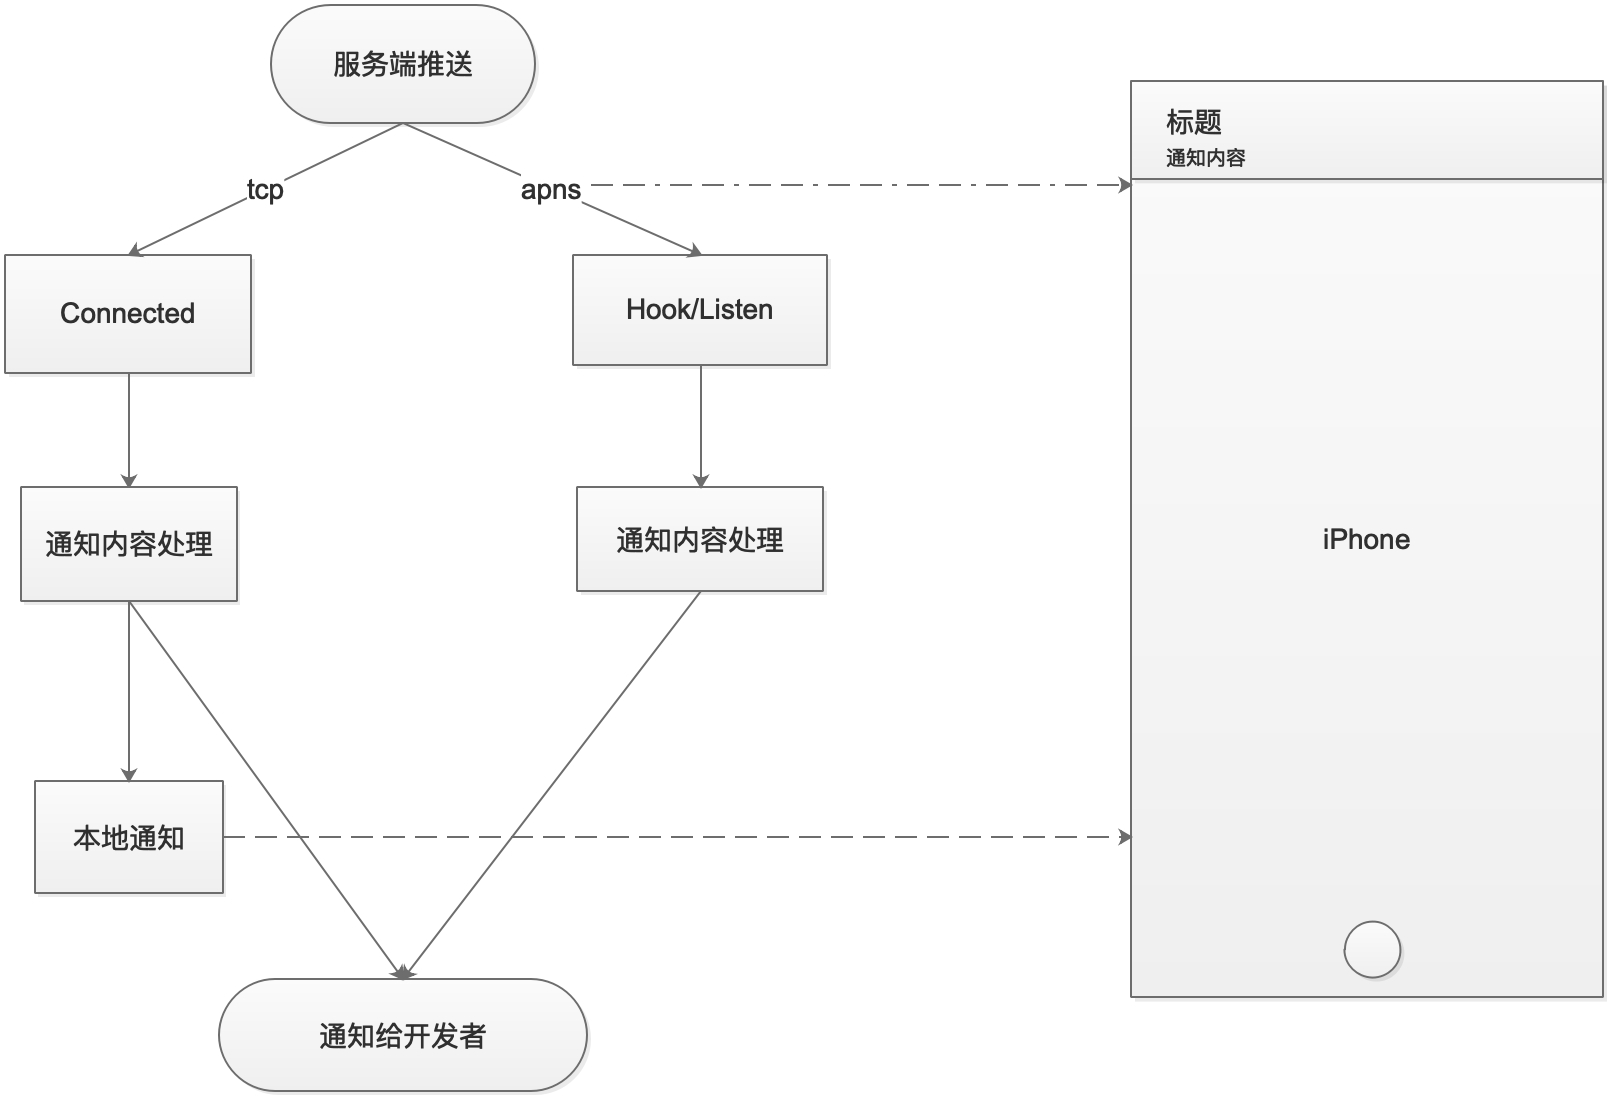 服务端推送
标题
通知内容
tcp
apns
Connected
Hook/Listen
通知内容处理
通知内容处理
iPhone
本地通知
通知给开发者